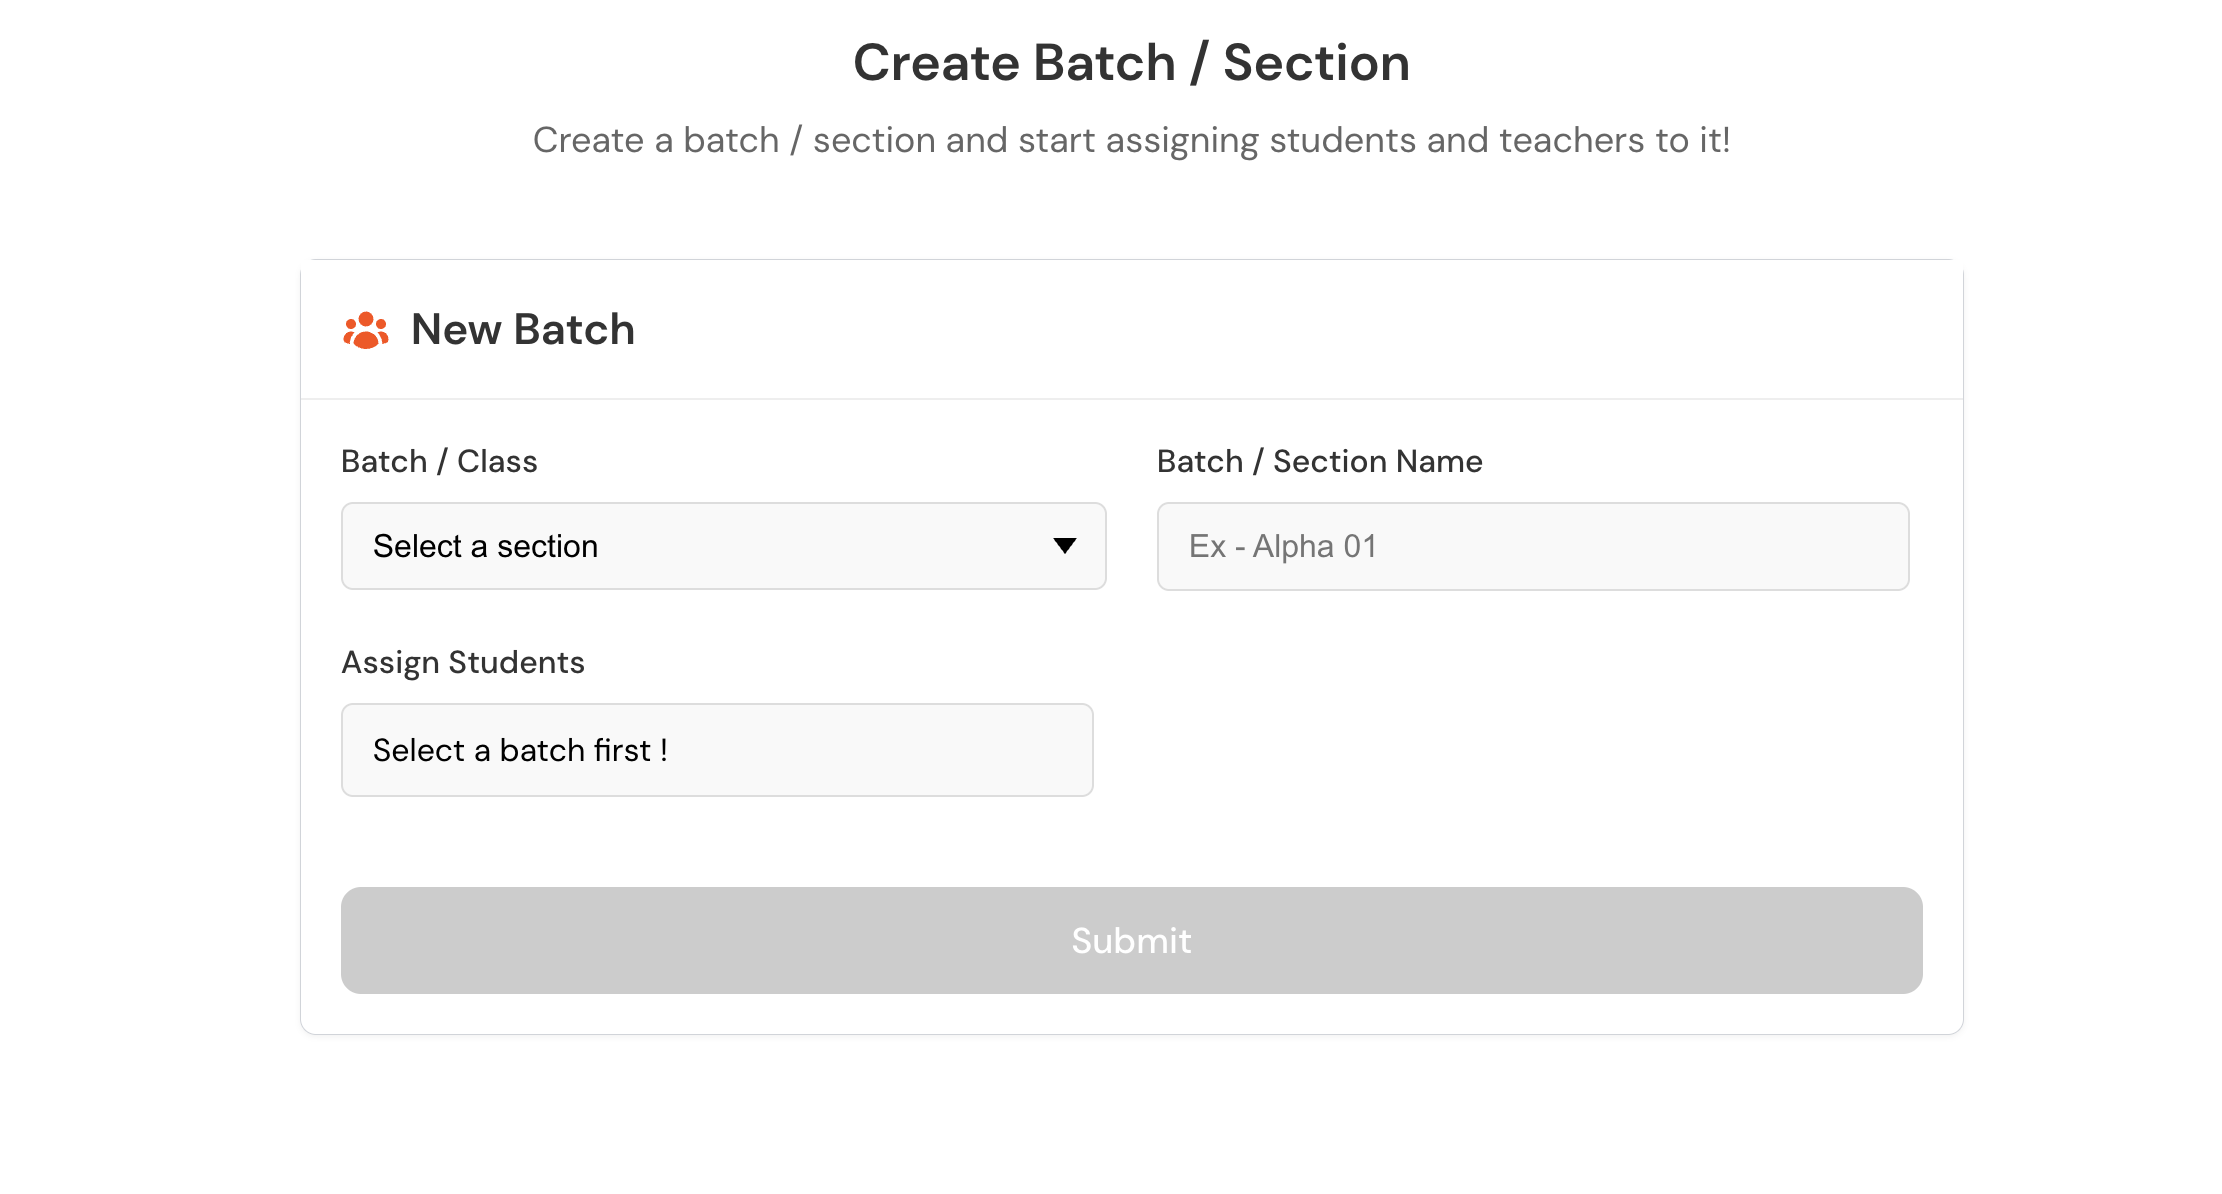 Create Batch / Section
Create a batch / section and start assigning students and teachers to it!
New Batch
Batch / Class
Batch / Section Name
Select a section
Ex - Alpha 01
Assign Students
Select a batch first !
Submit